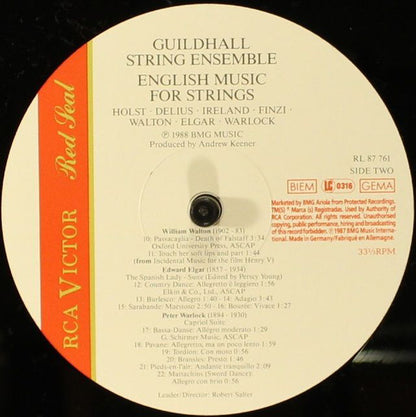 GUILDHALL
STRING ENSEMBLE
ENGLISH MUSIC
FOR STRINGS
HOLST · DELIUS · IRELAND · FINZI ·
WALTON · ELGAR · WARLOCK
℗ 1988 BMG MUSIC
Produced by Andrew Keener
RL 87 761
SIDE TWO
BIEM LC 0316 GEMA
Marketed by BMG Ariola from Protected Recordings.
TM(S) ® Marca (s) Registradas. Used by Authority of
RCA Corporation. All rights reserved. Unauthorised
copying, public performance, hiring and broadcasting
of this record forbidden. ℗ 1987 BMG Music-International.
Made in Germany/Fabriqué en Allemagne.
33⅓RPM
RCA VICTOR Red Seal
William Walton (1902 - 83)
10: Passacaglia - Death of Falstaff 3:34
Oxford University Press, ASCAP
11: Touch her soft lips and part 1:44
(from Incidental Music for the film Henry V)
Edward Elgar (1857 - 1934)
The Spanish Lady - Suite (Edited by Percy Young)
12: Country Dance: Allegro è leggiero 1:56
Elkin & Co., Ltd., ASCAP
13: Burlesco: Allegro 1:40 - 14: Adagio 3:43
15: Sarabande: Maestoso 2:50 - 16: Bourée: Vivace 1:27
Peter Warlock (1894 - 1930)
Capriol Suite
17: Bassa-Danse: Allegro moderato 1:29
G. Schirmer Music, ASCAP
18: Pavane: Allegretto, ma un poco lento 1:59
19: Tordion: Con moto 0:56
20: Bransles: Presto 1:46
21: Pieds-en-l'air: Andante tranquillo 2:09
22: Mattachins (Sword Dance):
Allegro con brio 0:56
Leader/Director: Robert Salter